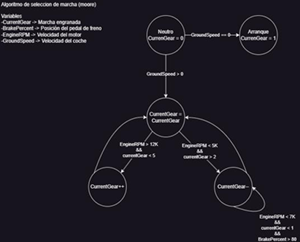 Algoritmo de seleccion de marcha (moore)
Variables
-CurrentGear -> Marcha engranada
-BrakePercent -> Posición del pedal de freno
-EngineRPM -> Velocidad del motor
-GroundSpeed -> Velocidad del coche
Neutro
CurrentGear = 0
GroundSpeed == 0
Arranque
CurrentGear = 1
GroundSpeed > 0
CurrentGear =
CurrentGear
EngineRPM > 12K
&&
currentGear < 5
EngineRPM < 5K
&&
currentGear > 2
CurrentGear++
CurrentGear--
EngineRPM < 7K
&&
currentGear < 1
&&
BrakePercent > 80